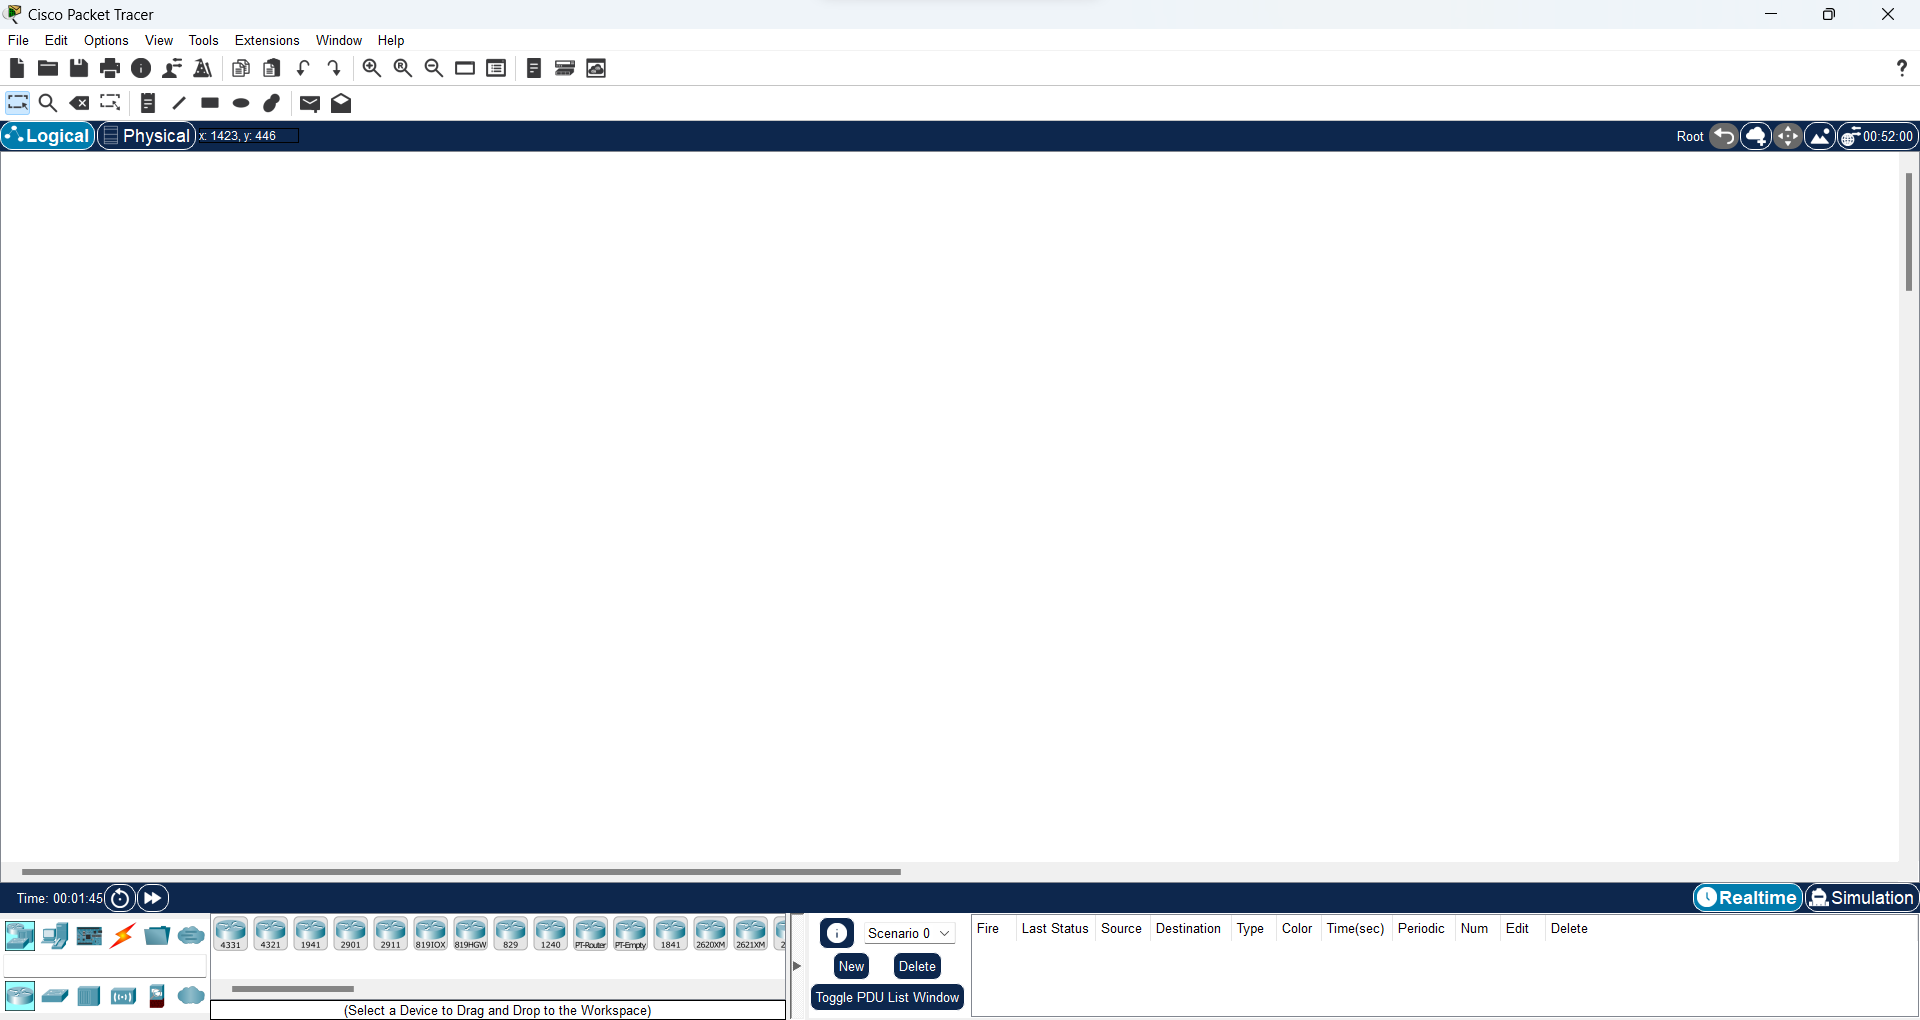 Cisco Packet Tracer
File Edit Options View Tools Extensions Window Help
Logical Physical x: 1423, y: 446 Root 00:52:00
Time: 00:01:45 Realtime Simulation
4331 4321 1941 2901 2911 819IOX 819HGW 829 1240 PT-Router PT-Empty 1841 2620XM 2621XM 2
Scenario 0
New Delete
Toggle PDU List Window
Fire Last Status Source Destination Type Color Time(sec) Periodic Num Edit Delete
(Select a Device to Drag and Drop to the Workspace)